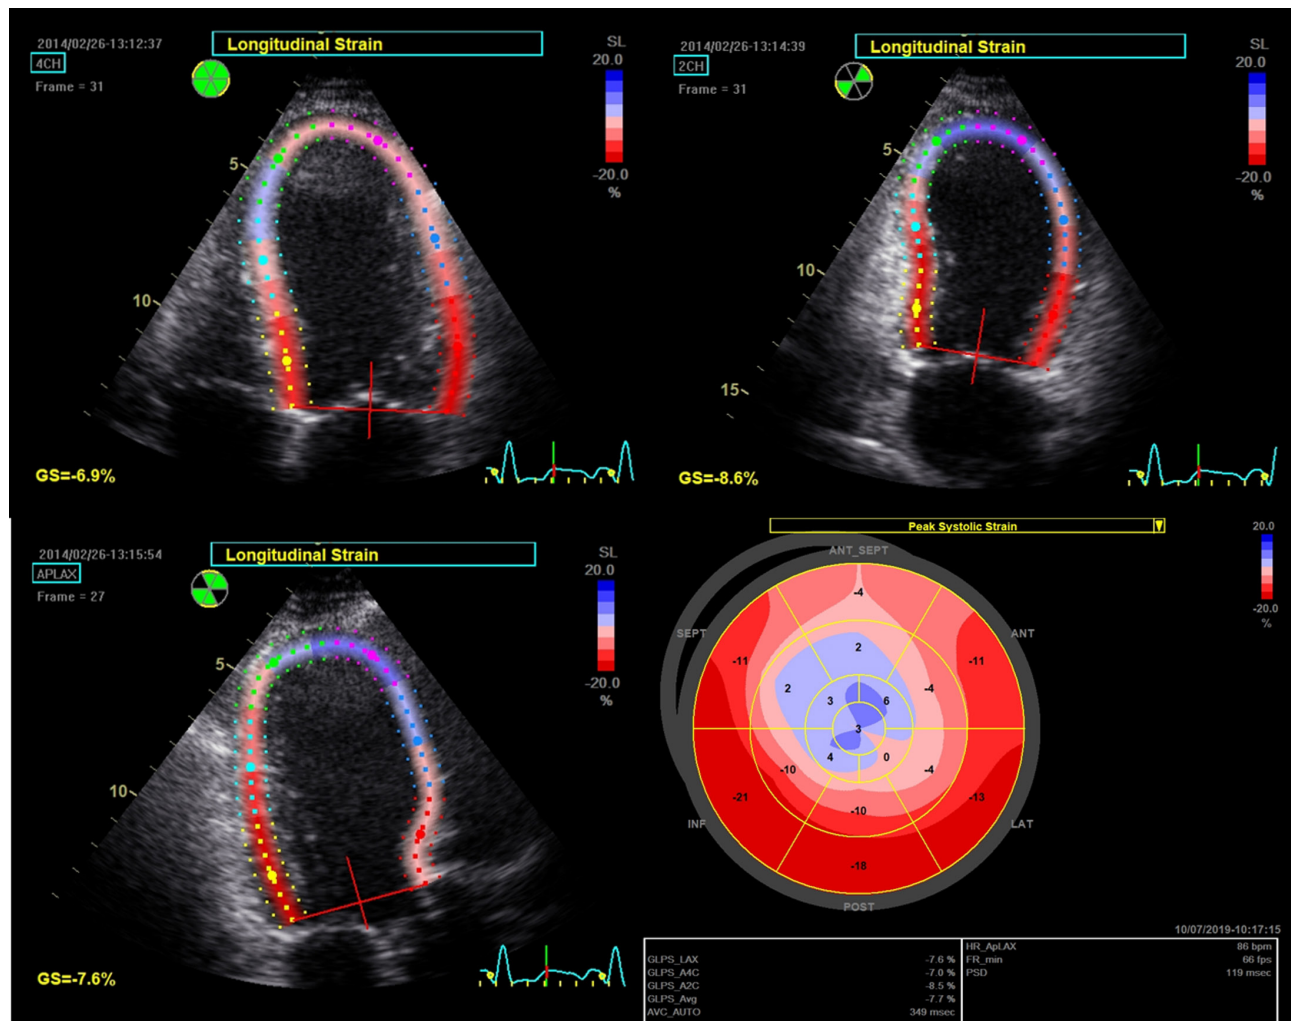 2014/02/26-13:12:37
Longitudinal Strain
4CH
Frame = 31
SL
20.0
-20.0
%
5
10
GS=-6.9%
2014/02/26-13:14:39
Longitudinal Strain
2CH
Frame = 31
SL
20.0
-20.0
%
5
10
15
GS=-8.6%
2014/02/26-13:15:54
Longitudinal Strain
APLAX
Frame = 27
SL
20.0
-20.0
%
5
10
GS=-7.6%
Peak Systolic Strain
20.0
-20.0
%
ANT_SEPT
SEPT
ANT
INF
LAT
POST
-4
-11
-11
2
2
-4
3
6
3
4
0
-10
-4
-21
-13
-10
-18
10/07/2019-10:17:15
GLPS_LAX -7.6 %
GLPS_A4C -7.0 %
GLPS_A2C -8.5 %
GLPS_Avg -7.7 %
AVC_AUTO 349 msec
HR_ApLAX 86 bpm
FR_min 66 fps
PSD 119 msec